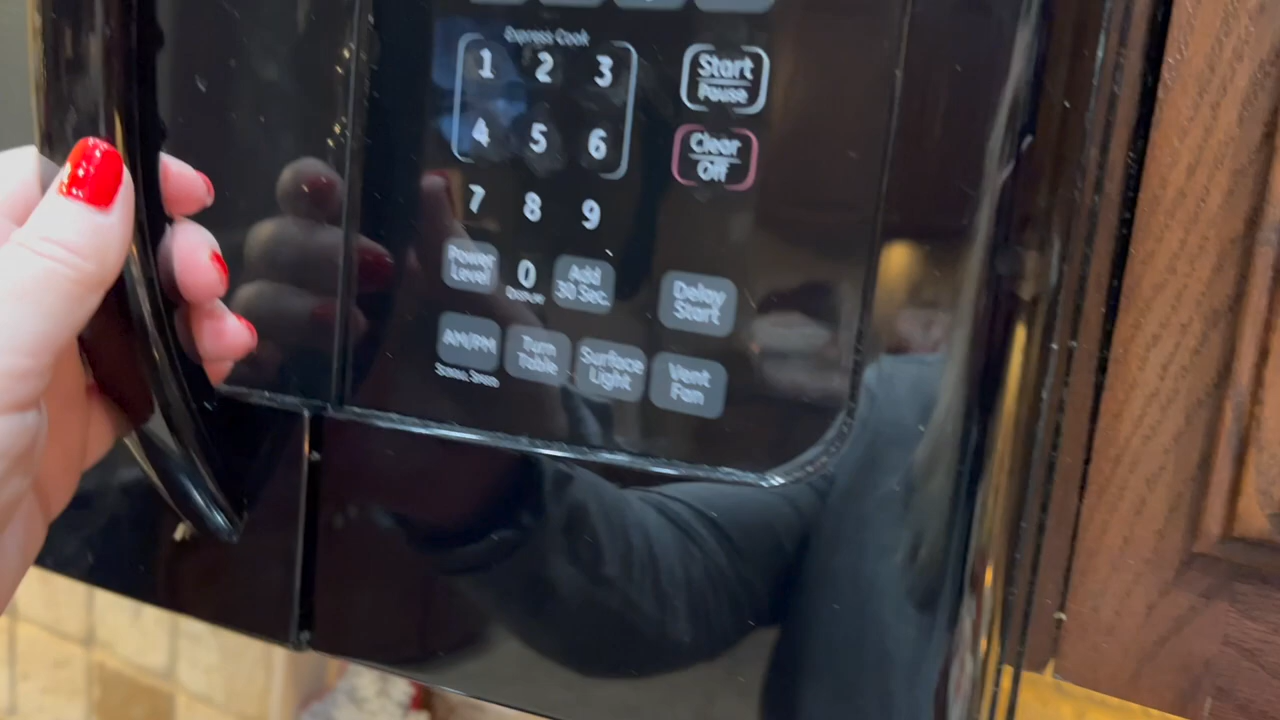 Express Cook
1 2 3
Start
Pause
4 5 6
Clear
Off
7 8 9
Power
Level
0
Add
30 Sec.
Delay
Start
AM/PM
Turn
Table
Surface
Light
Vent
Fan